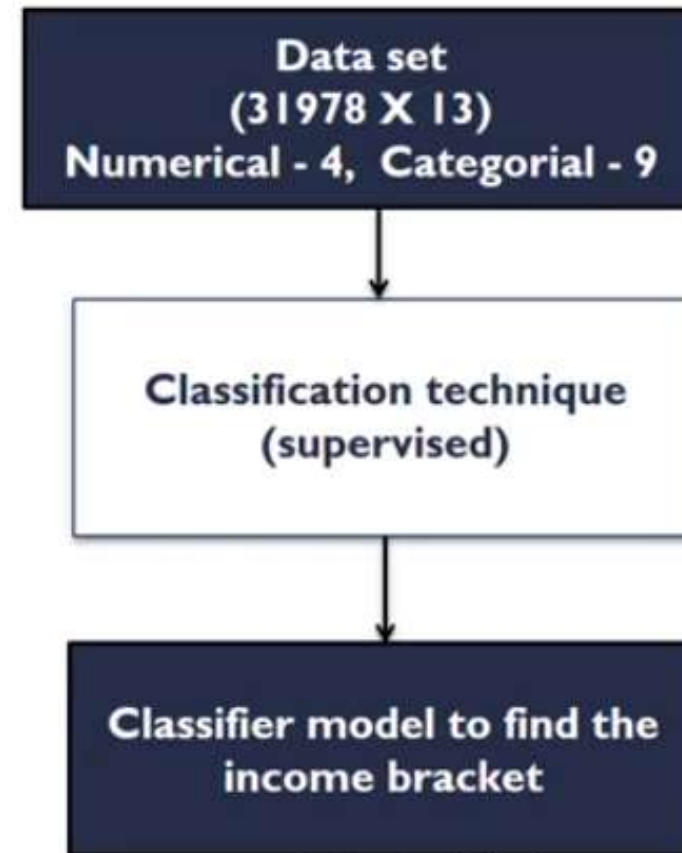 Data set
(31978 X 13)
Numerical - 4, Categorial - 9
Classification technique
(supervised)
Classifier model to find the
income bracket